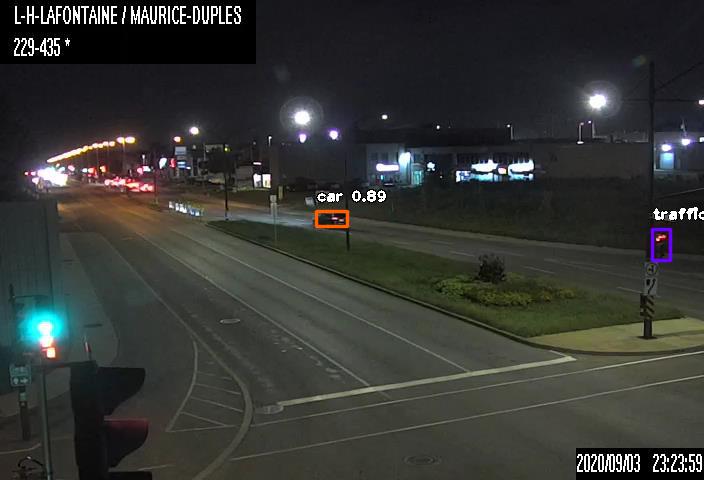 L-H-LAFONTAINE / MAURICE-DUPLES
229-435 *
car 0.89
traffic
2020/09/03 23:23:59